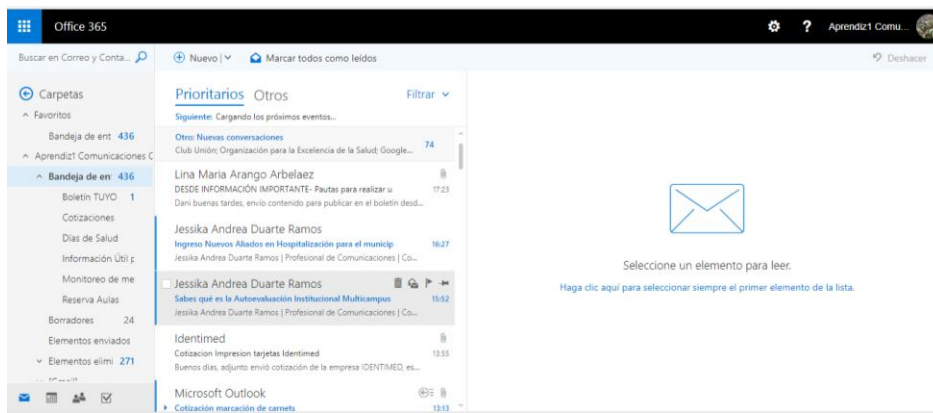 Office 365
? Aprendiz1 Comu...
Buscar en Correo y Conta...
Nuevo
Marcar todos como leídos
Deshacer
Carpetas
Favoritos
Bandeja de ent 436
Aprendiz1 Comunicaciones C
Bandeja de en 436
Boletín TUYO 1
Cotizaciones
Días de Salud
Información Útil p
Monitoreo de me
Reserva Aulas
Borradores 24
Elementos enviados
Elementos elimi 271
Prioritarios Otros Filtrar
Siguiente: Cargando los próximos eventos...
Otro: Nuevas conversaciones 74
Club Unión; Organización para la Excelencia de la Salud; Google...
Lina Maria Arango Arbelaez
DESDE INFORMACIÓN IMPORTANTE- Pautas para realizar u 17:23
Dani buenas tardes, envío contenido para publicar en el boletín desd...
Jessika Andrea Duarte Ramos
Ingreso Nuevos Aliados en Hospitalización para el municip 16:27
Jessika Andrea Duarte Ramos | Profesional de Comunicaciones | Co...
Jessika Andrea Duarte Ramos
Sabes qué es la Autoevaluación Institucional Multicampus 15:52
Jessika Andrea Duarte Ramos | Profesional de Comunicaciones | Co...
Identimed
Cotizacion Impresion tarjetas Identimed 13:55
Buenos días, adjunto envió cotización de la empresa IDENTIMED, es...
Microsoft Outlook
Cotización marcación de carnets 13:13
Seleccione un elemento para leer.
Haga clic aquí para seleccionar siempre el primer elemento de la lista.